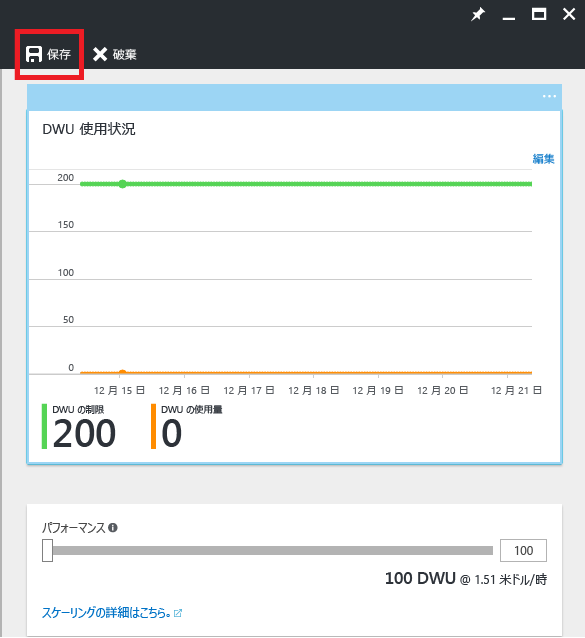 保存 破棄
DWU 使用状況
編集
200
150
100
50
0
12 月 15 日 12 月 16 日 12 月 17 日 12 月 18 日 12 月 19 日 12 月 20 日 12 月 21 日
DWU の制限 DWU の使用量
200 0
パフォーマンス
100
100 DWU @ 1.51 米ドル/時
スケーリングの詳細はこちら。